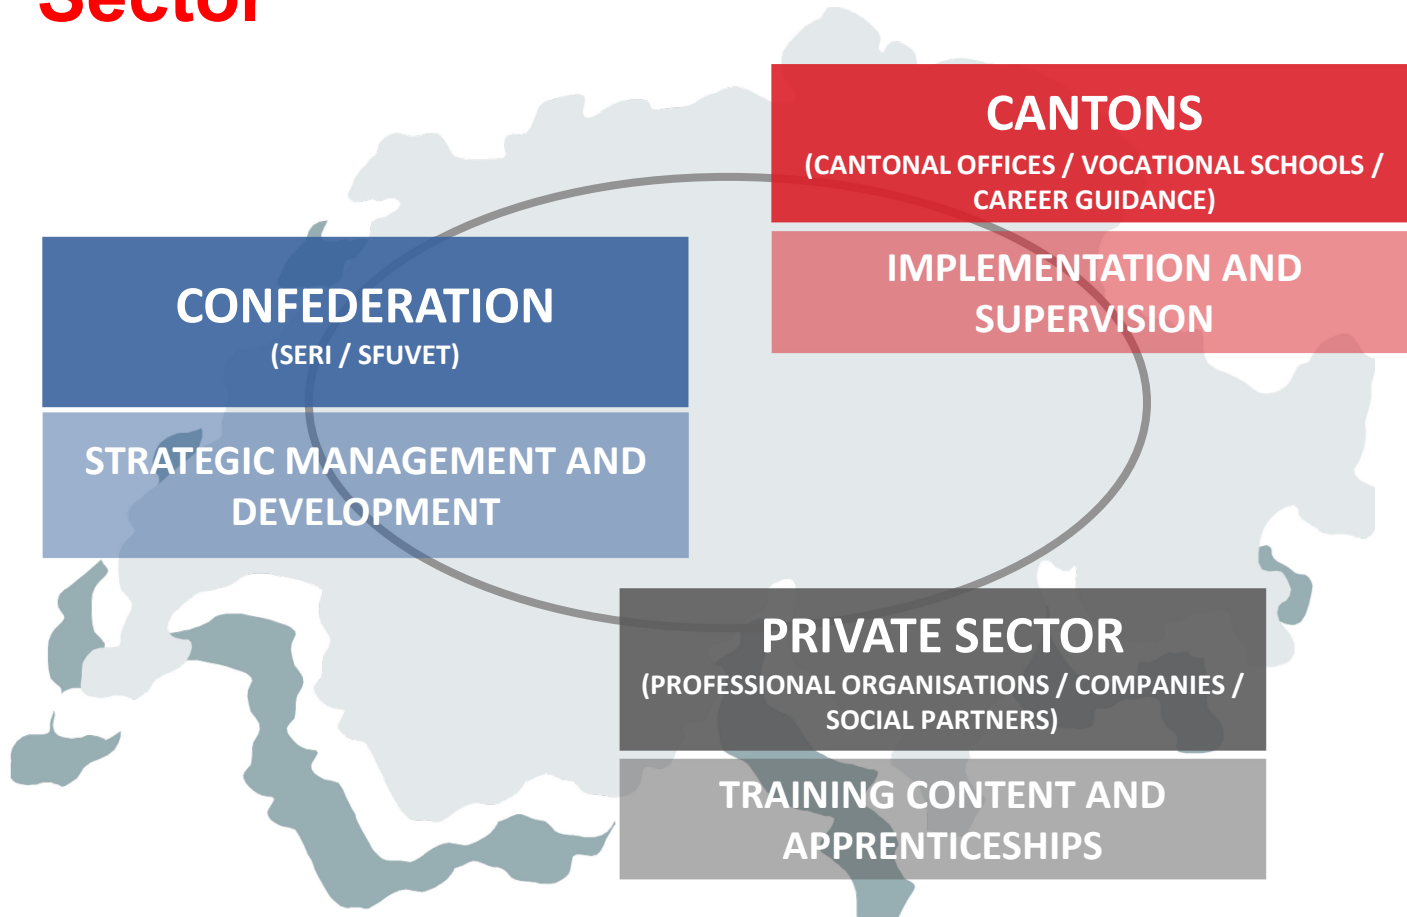 Sector
CANTONS
(CANTONAL OFFICES / VOCATIONAL SCHOOLS /
CAREER GUIDANCE)
IMPLEMENTATION AND
SUPERVISION
CONFEDERATION
(SERI / SFUVET)
STRATEGIC MANAGEMENT AND
DEVELOPMENT
PRIVATE SECTOR
(PROFESSIONAL ORGANISATIONS / COMPANIES /
SOCIAL PARTNERS)
TRAINING CONTENT AND
APPRENTICESHIPS